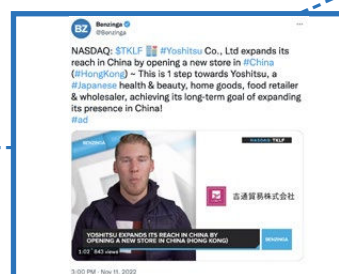 BZ
Benzinga
@Benzinga
NASDAQ: $TKLF #Yoshitsu Co., Ltd expands its
reach in China by opening a new store in #China
(#HongKong) ~ This is 1 step towards Yoshitsu, a
#Japanese health & beauty, home goods, food retailer
& wholesaler, achieving its long-term goal of expanding
its presence in China!
#ad
BENZINGA
NASDAQ TKLF
吉通貿易株式会社
YOSHITSU EXPANDS ITS REACH IN CHINA BY
OPENING A NEW STORE IN CHINA (HONG KONG)
BENZINGA
1:02 843 views
3:00 PM · Nov 11, 2022